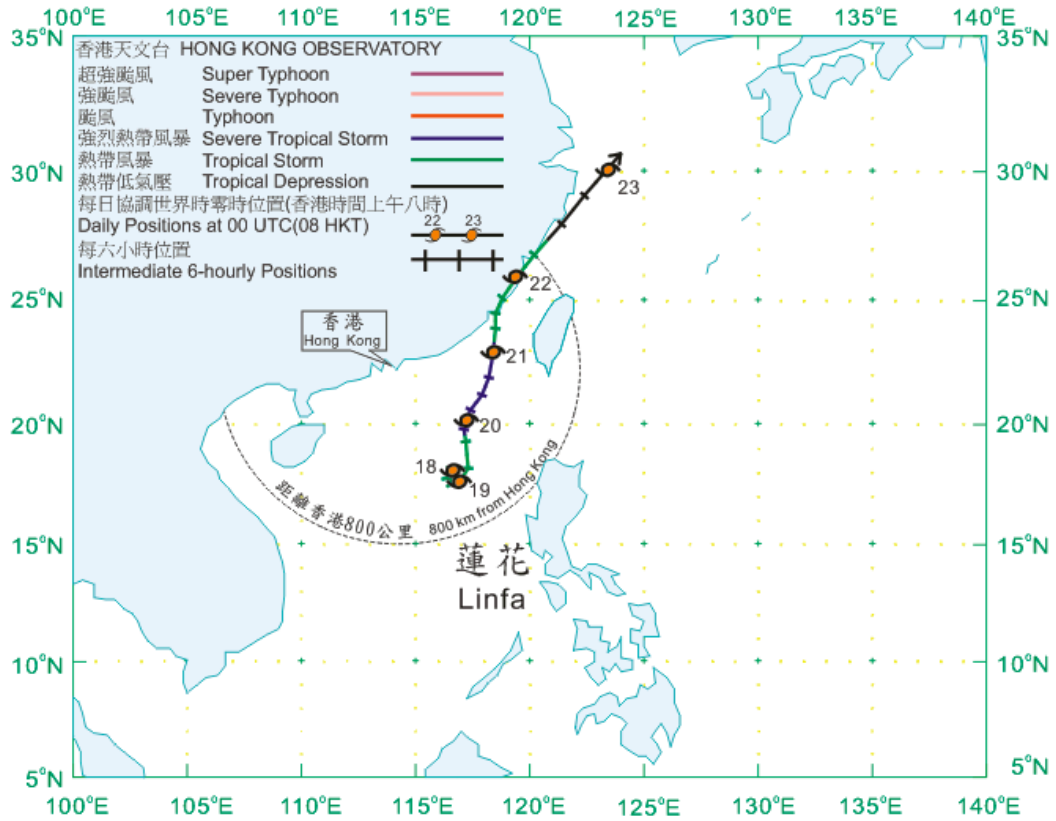 100°E 105°E 110°E 115°E 120°E 125°E 130°E 135°E 140°E
35°N 35°N
香港天文台 HONG KONG OBSERVATORY
超強颱風 Super Typhoon
強颱風 Severe Typhoon
颱風 Typhoon
強烈熱帶風暴 Severe Tropical Storm
熱帶風暴 Tropical Storm
熱帶低氣壓 Tropical Depression
每日協調世界時零時位置(香港時間上午八時)
Daily Positions at 00 UTC(08 HKT)
22 23
每六小時位置
Intermediate 6-hourly Positions
30°N 30°N
23
22
25°N 25°N
香港
Hong Kong
21
20°N 20°N
20
18
19
距離香港800公里 800 km from Hong Kong
15°N 15°N
蓮花
Linfa
10°N 10°N
5°N 5°N
100°E 105°E 110°E 115°E 120°E 125°E 130°E 135°E 140°E